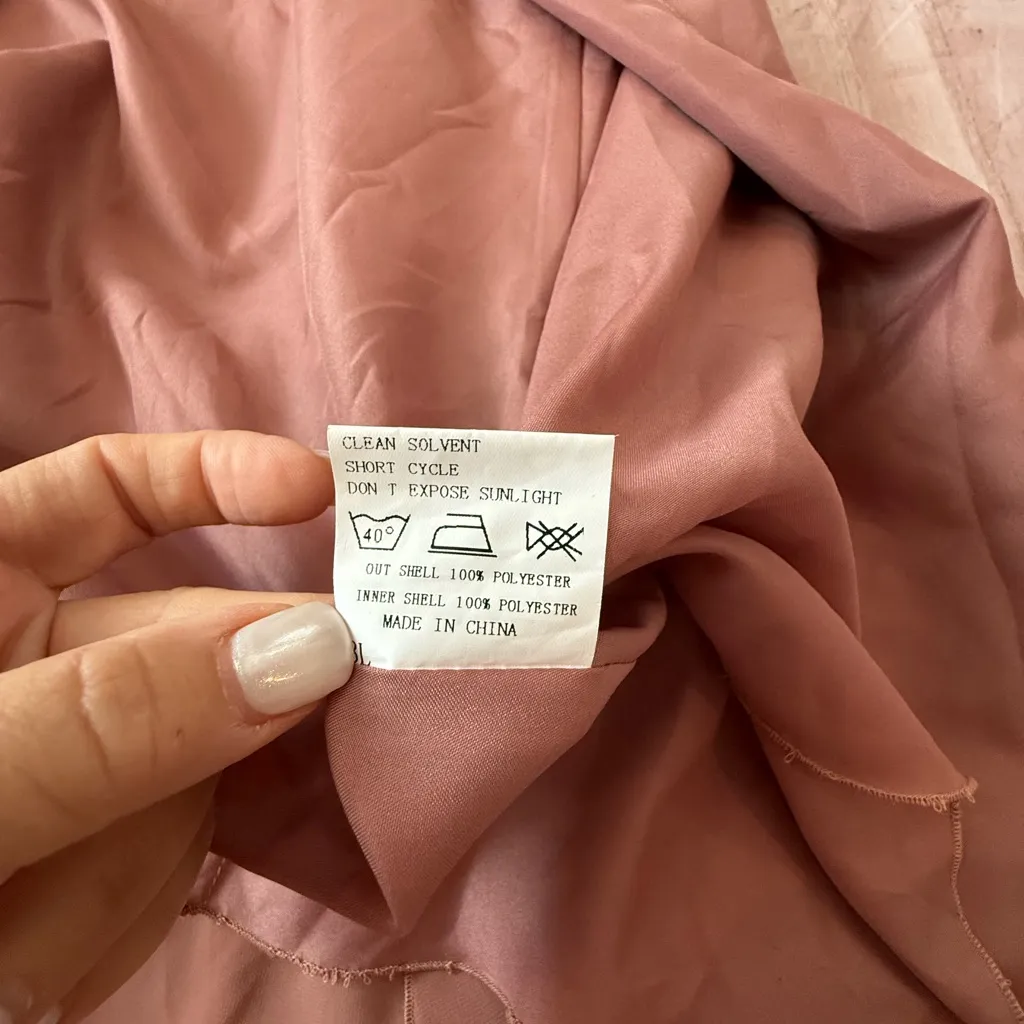 CLEAN SOLVENT
SHORT CYCLE
DON T EXPOSE SUNLIGHT
40°
OUT SHELL 100% POLYESTER
INNER SHELL 100% POLYESTER
MADE IN CHINA